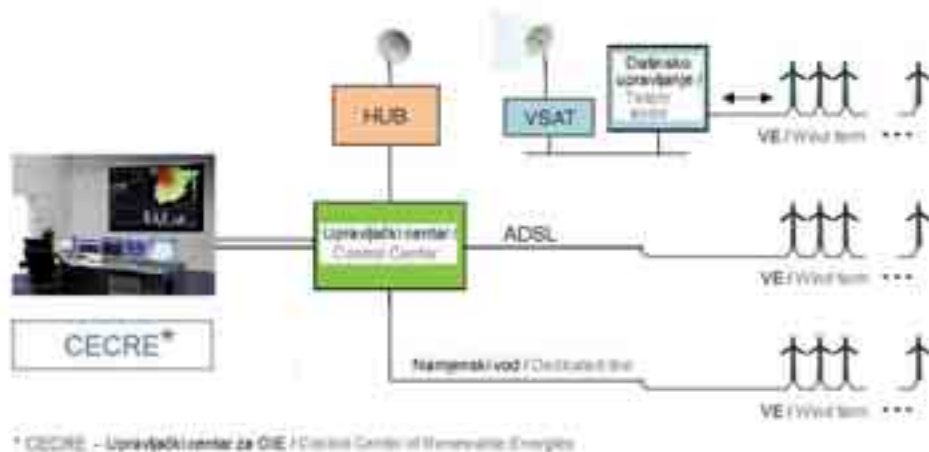 HUB
VSAT
Daljinsko
upravljanje /
VE / Wind farm • • •
Upravljački centar /
Control Center
ADSL
VE / Wind farm • • •
CECRE*
Namjenski vod / Dedicated line
VE / Wind farm • • •
* CECRE – Upravljački centar za OIE / Control Center of Renewable Energies